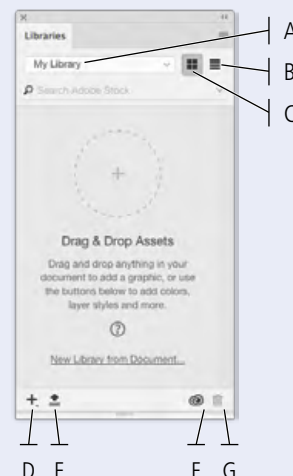 Libraries
My Library
Search Adobe Stock
Drag & Drop Assets
Drag and drop anything in your
document to add a graphic, or use
the buttons below to add colors,
layer styles and more.
?
New Library from Document...
A
B
C
D E F G